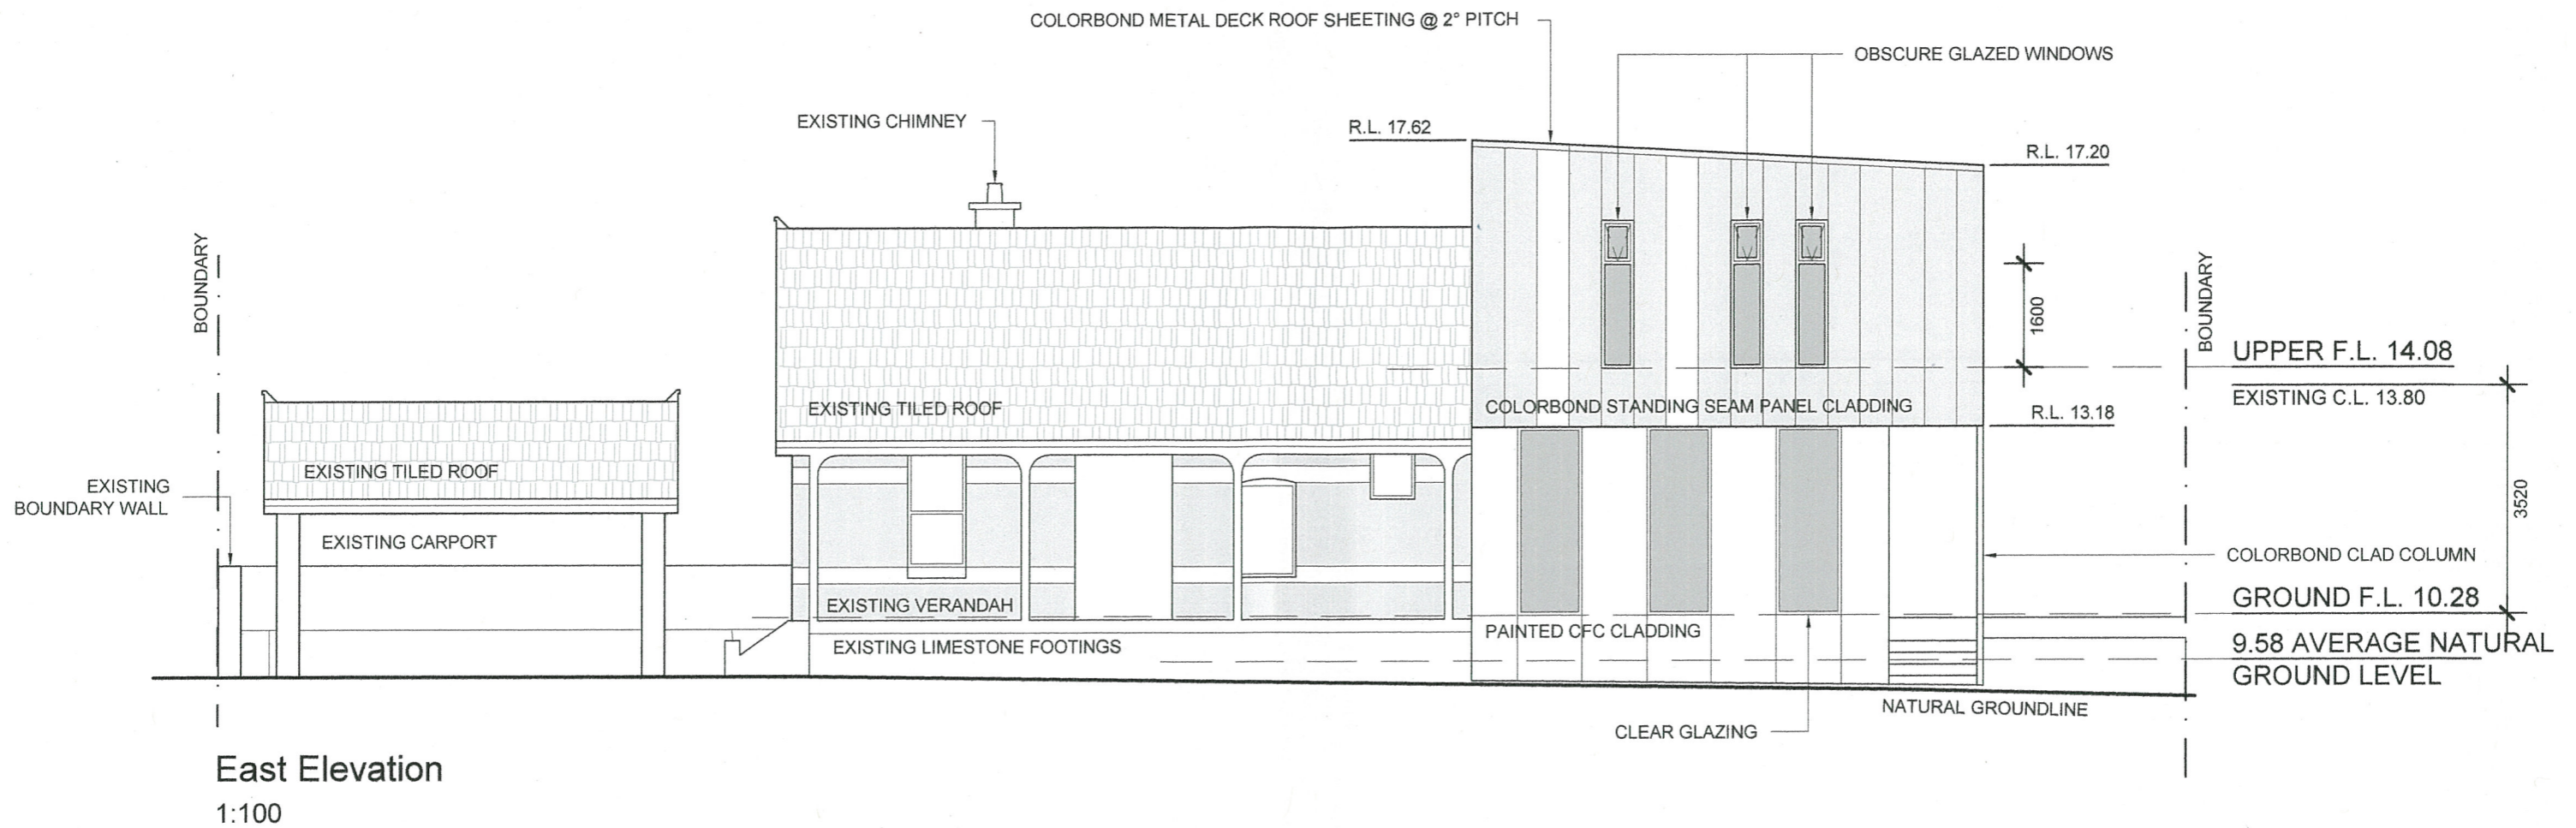 COLORBOND METAL DECK ROOF SHEETING @ 2° PITCH
OBSCURE GLAZED WINDOWS
EXISTING CHIMNEY
R.L. 17.62
R.L. 17.20
BOUNDARY
BOUNDARY
1600
UPPER F.L. 14.08
EXISTING C.L. 13.80
EXISTING TILED ROOF
COLORBOND STANDING SEAM PANEL CLADDING
R.L. 13.18
EXISTING TILED ROOF
EXISTING
BOUNDARY WALL
3520
EXISTING CARPORT
COLORBOND CLAD COLUMN
EXISTING VERANDAH
GROUND F.L. 10.28
PAINTED CFC CLADDING
EXISTING LIMESTONE FOOTINGS
9.58 AVERAGE NATURAL
GROUND LEVEL
NATURAL GROUNDLINE
CLEAR GLAZING
East Elevation
1:100